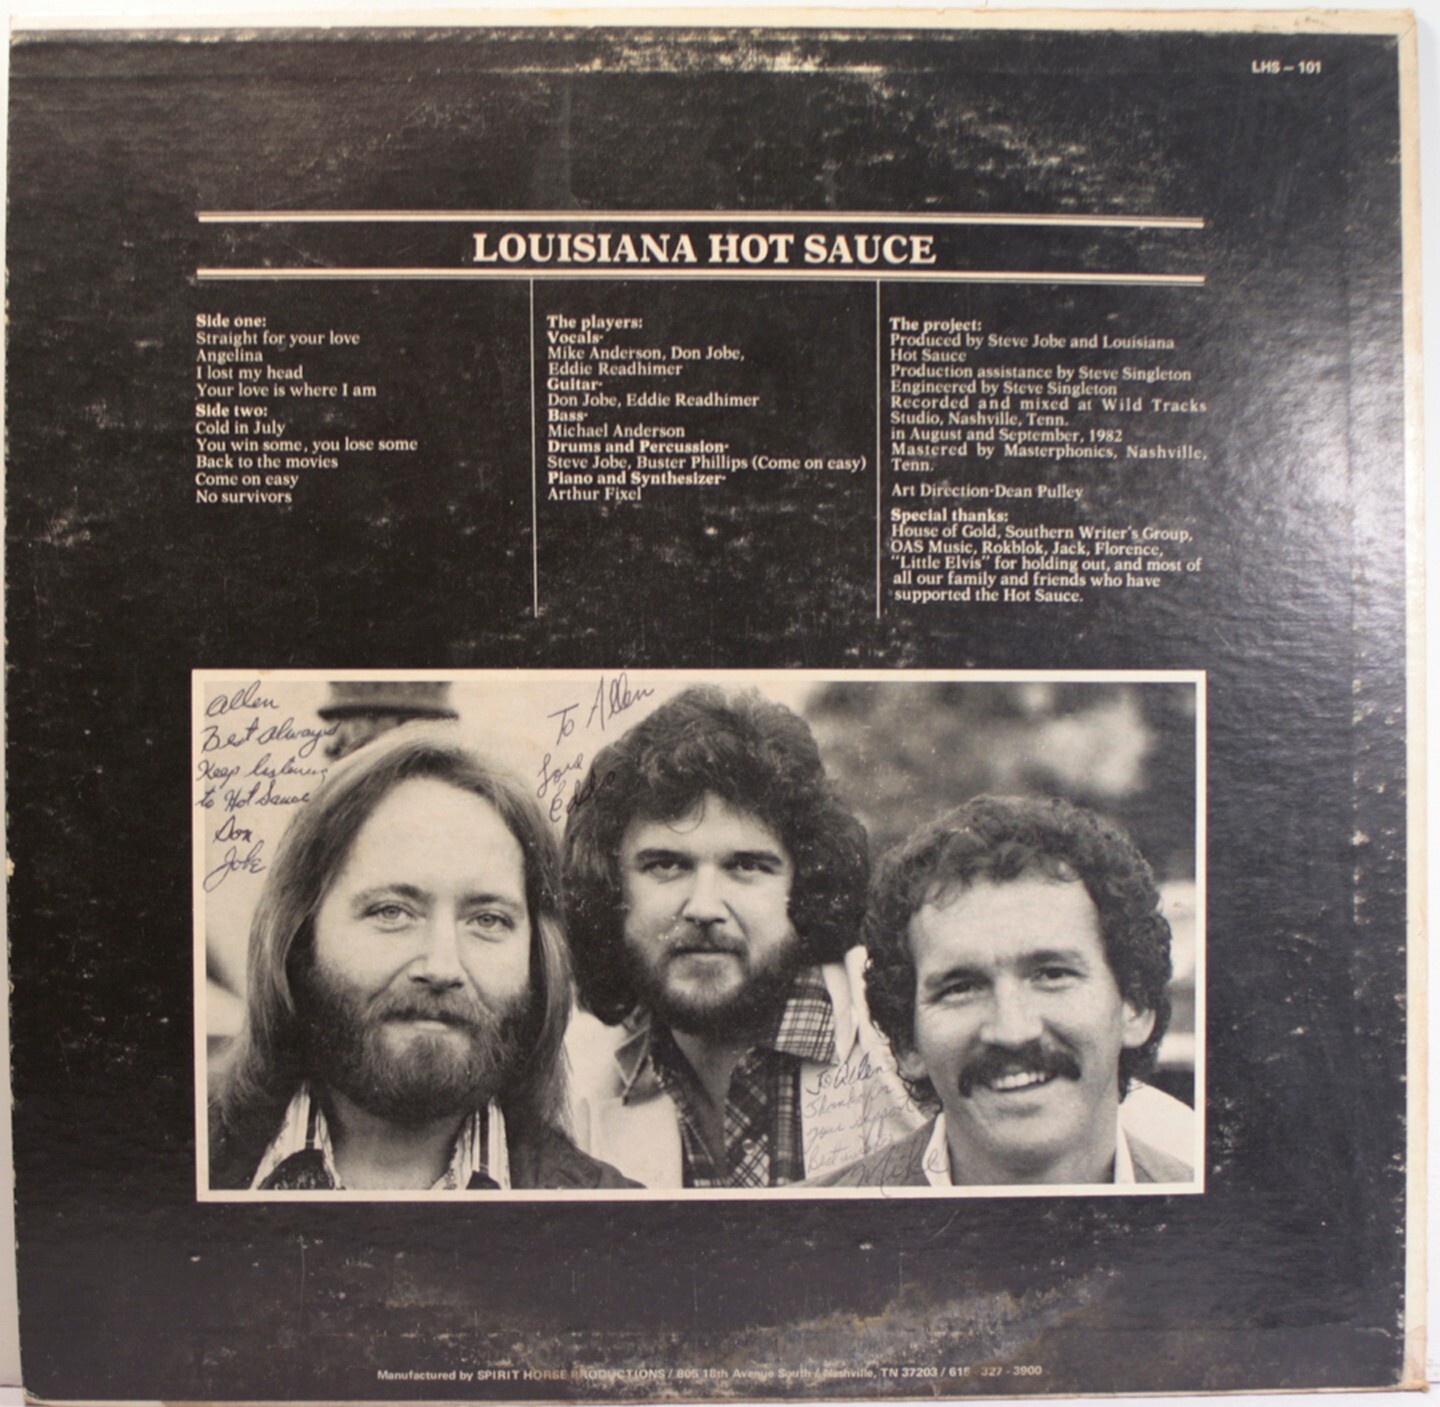 LHS – 101
LOUISIANA HOT SAUCE
Side one:
Straight for your love
Angelina
I lost my head
Your love is where I am
Side two:
Cold in July
You win some, you lose some
Back to the movies
Come on easy
No survivors
The players:
Vocals-
Mike Anderson, Don Jobe,
Eddie Readhimer
Guitar-
Don Jobe, Eddie Readhimer
Bass-
Michael Anderson
Drums and Percussion-
Steve Jobe, Buster Phillips (Come on easy)
Piano and Synthesizer-
Arthur Fixel
The project:
Produced by Steve Jobe and Louisiana
Hot Sauce
Production assistance by Steve Singleton
Engineered by Steve Singleton
Recorded and mixed at Wild Tracks
Studio, Nashville, Tenn.
in August and September, 1982
Mastered by Masterphonics, Nashville,
Tenn.
Art Direction-Dean Pulley
Special thanks:
House of Gold, Southern Writer's Group,
OAS Music, Rokblok, Jack, Florence,
"Little Elvis" for holding out, and most of
all our family and friends who have
supported the Hot Sauce.
Allen
Best Always
Keep listening
to Hot Sauce
Don
Jobe
To Allen
Love
Eddie
To Allen
Thanks for
your support
Best wishes
Mike
Manufactured by SPIRIT HORSE PRODUCTIONS / 805 18th Avenue South / Nashville, TN 37203 / 615 - 327 - 3900